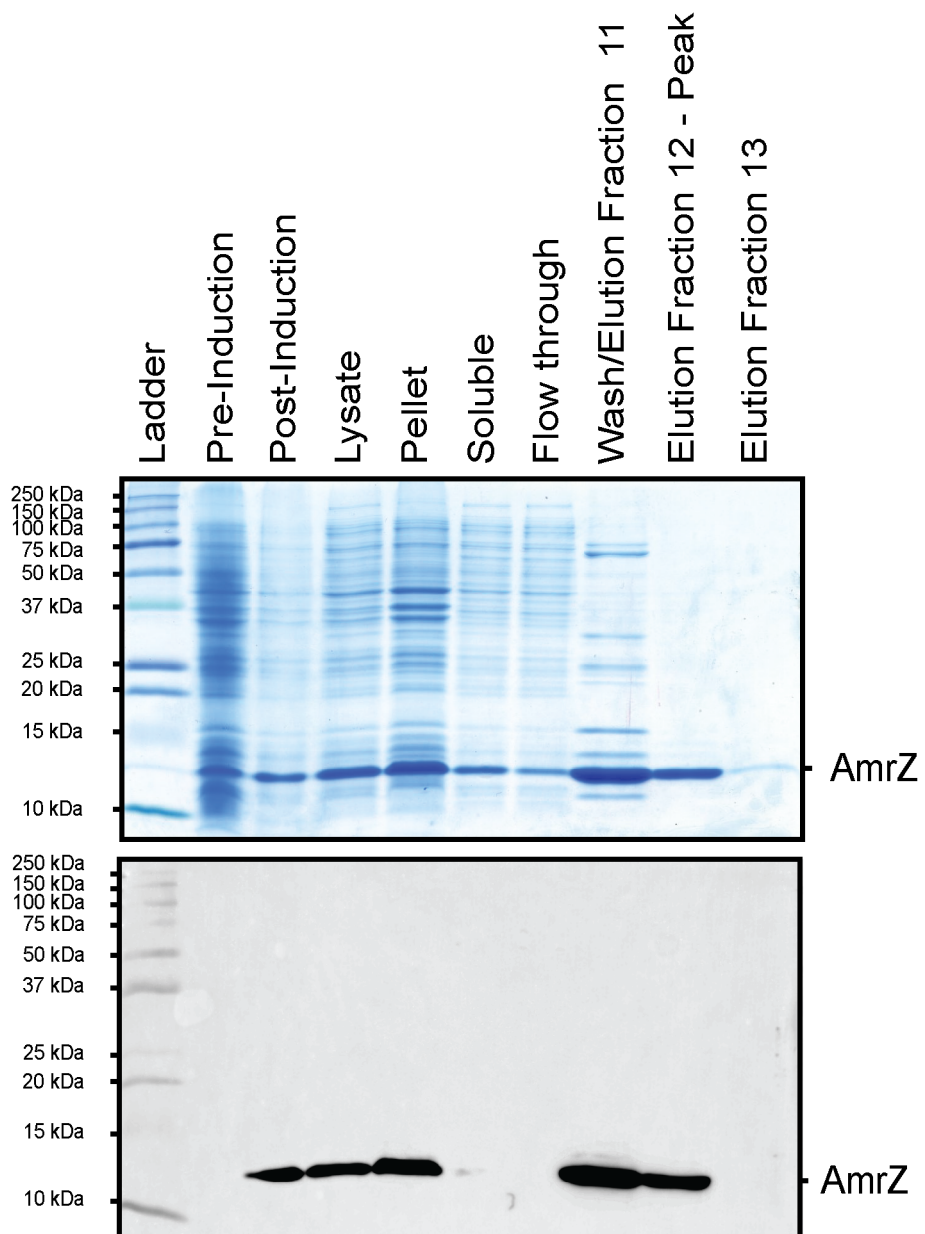 Ladder
Pre-Induction
Post-Induction
Lysate
Pellet
Soluble
Flow through
Wash/Elution Fraction 11
Elution Fraction 12 - Peak
Elution Fraction 13
250 kDa
150 kDa
100 kDa
75 kDa
50 kDa
37 kDa
25 kDa
20 kDa
15 kDa
10 kDa
AmrZ
250 kDa
150 kDa
100 kDa
75 kDa
50 kDa
37 kDa
25 kDa
20 kDa
15 kDa
10 kDa
AmrZ